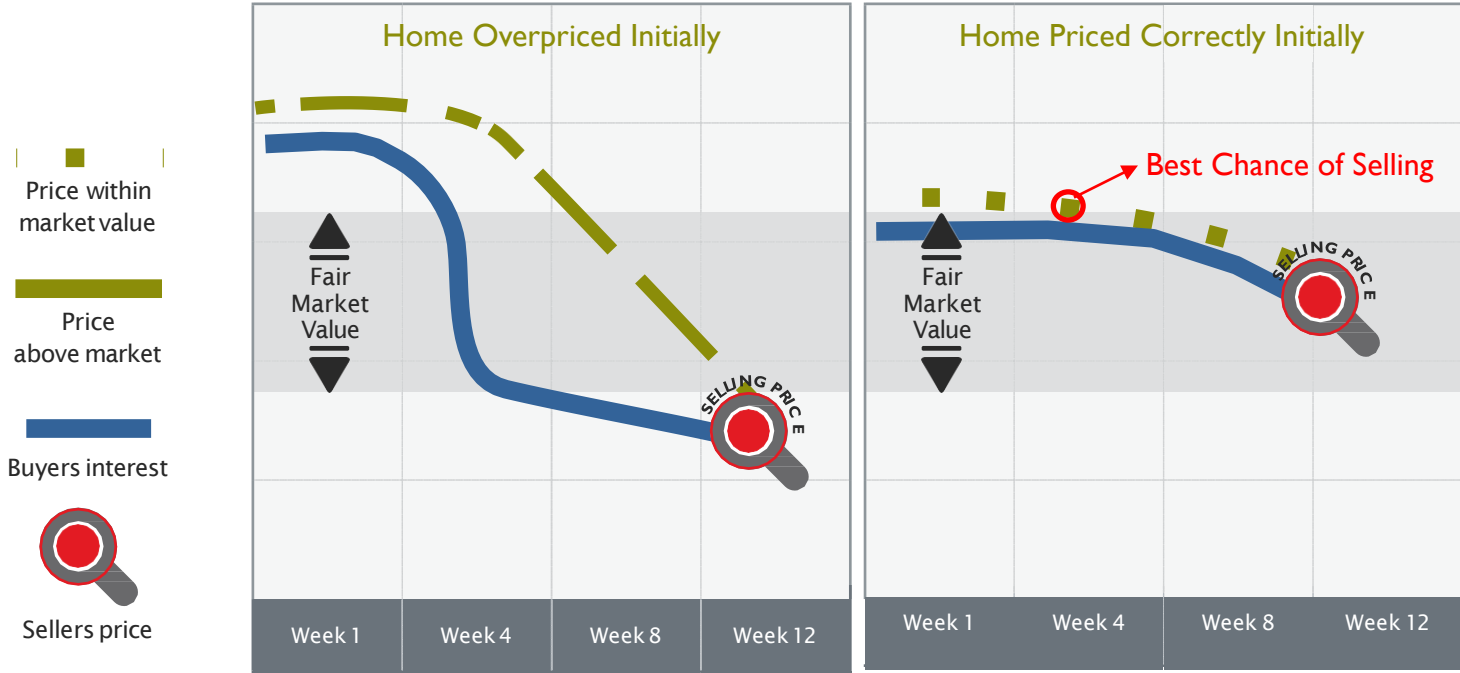 Home Overpriced Initially
Home Priced Correctly Initially
Price within
market value
Price
above market
Buyers interest
Sellers price
Fair
Market
Value
SELLING PRICE
Week 1
Week 4
Week 8
Week 12
Best Chance of Selling
Fair
Market
Value
SELLING PRICE
Week 1
Week 4
Week 8
Week 12